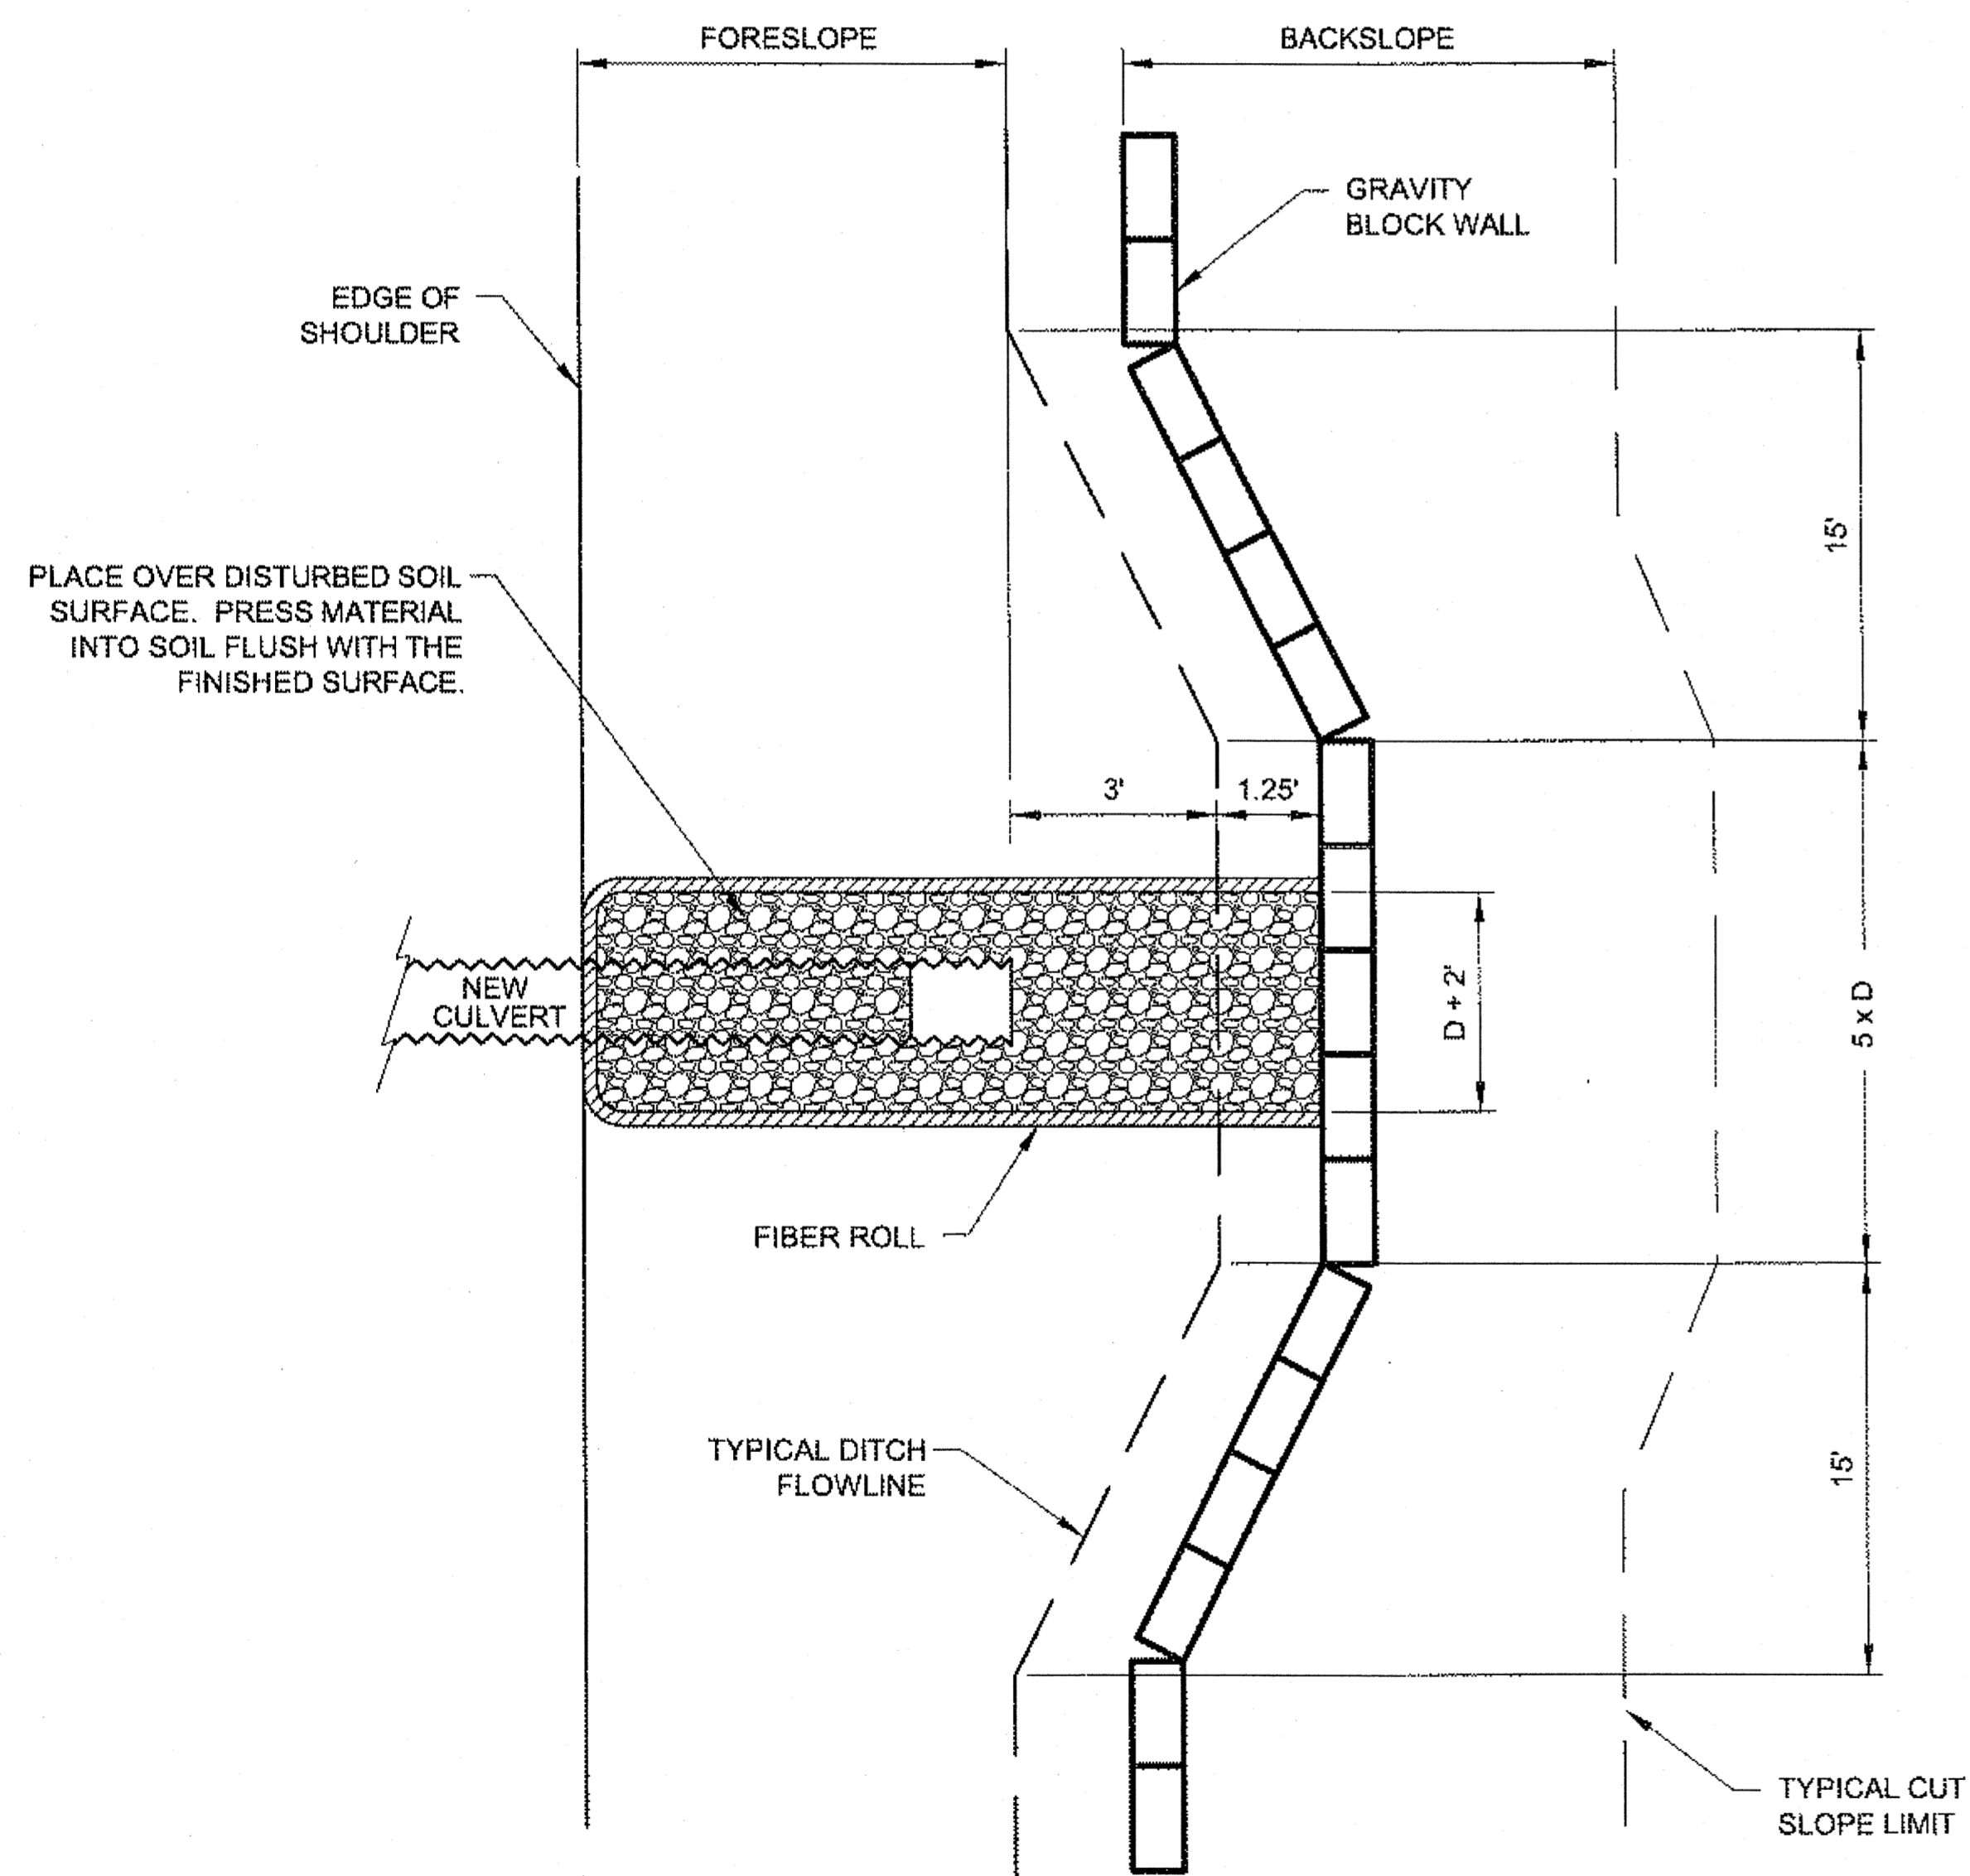 FORESLOPE
BACKSLOPE
GRAVITY
BLOCK WALL
EDGE OF
SHOULDER
15'
PLACE OVER DISTURBED SOIL
SURFACE. PRESS MATERIAL
INTO SOIL FLUSH WITH THE
FINISHED SURFACE.
3'
1.25'
NEW
CULVERT
D + 2'
5 x D
FIBER ROLL
TYPICAL DITCH
FLOWLINE
15'
TYPICAL CUT
SLOPE LIMIT